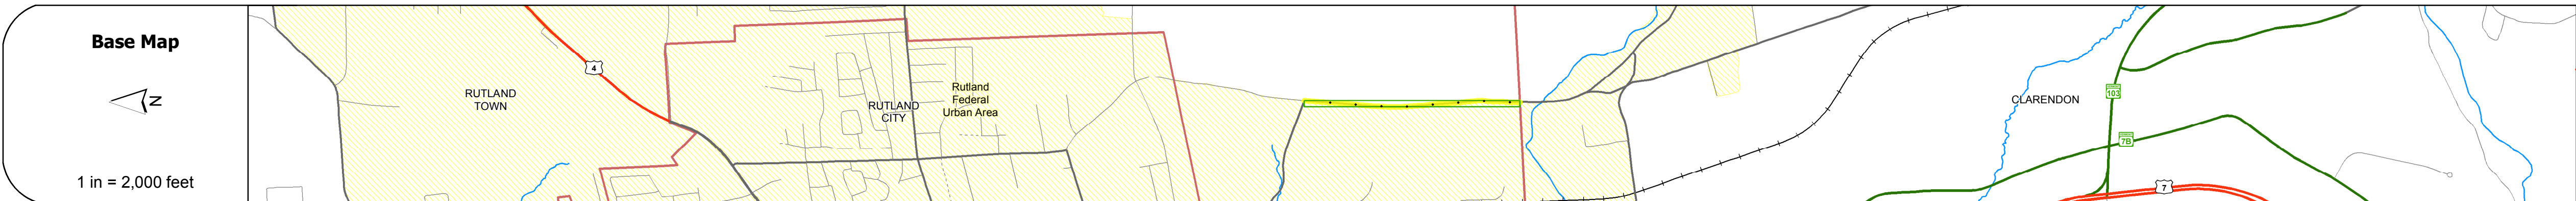 Base Map
N
1 in = 2,000 feet
4
RUTLAND
TOWN
RUTLAND
CITY
Rutland
Federal
Urban Area
CLARENDON
103
7B
7